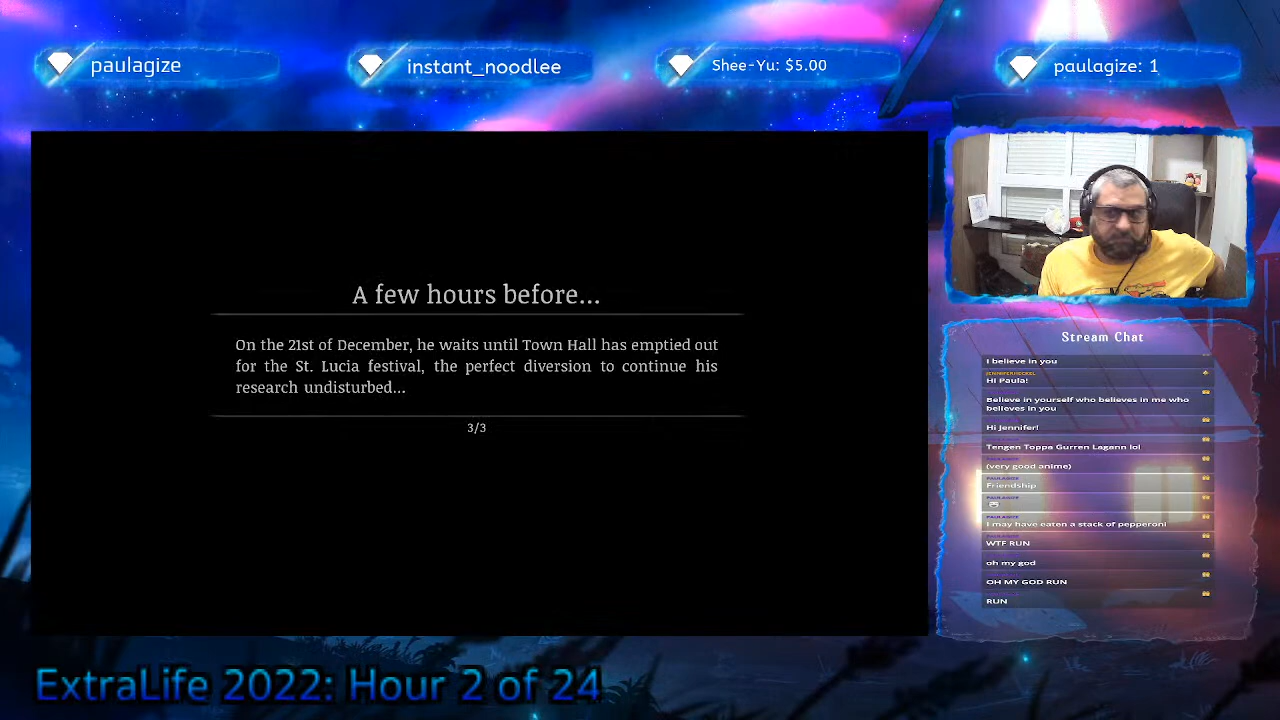 paulagize
instant_noodlee
Shee-Yu: $5.00
paulagize: 1
A few hours before...
On the 21st of December, he waits until Town Hall has emptied out
for the St. Lucia festival, the perfect diversion to continue his
research undisturbed...
3/3
Stream Chat
I believe in you
JENNIFERHECKEL
Hi Paula!
Believe in yourself who believes in me who
believes in you
Hi Jennifer!
Tengen Toppa Gurren Lagann lol
(very good anime)
PAULAGIZE
Friendship
PAULAGIZE
PAULAGIZE
I may have eaten a stack of pepperoni
WTF RUN
oh my god
OH MY GOD RUN
RUN
ExtraLife 2022: Hour 2 of 24